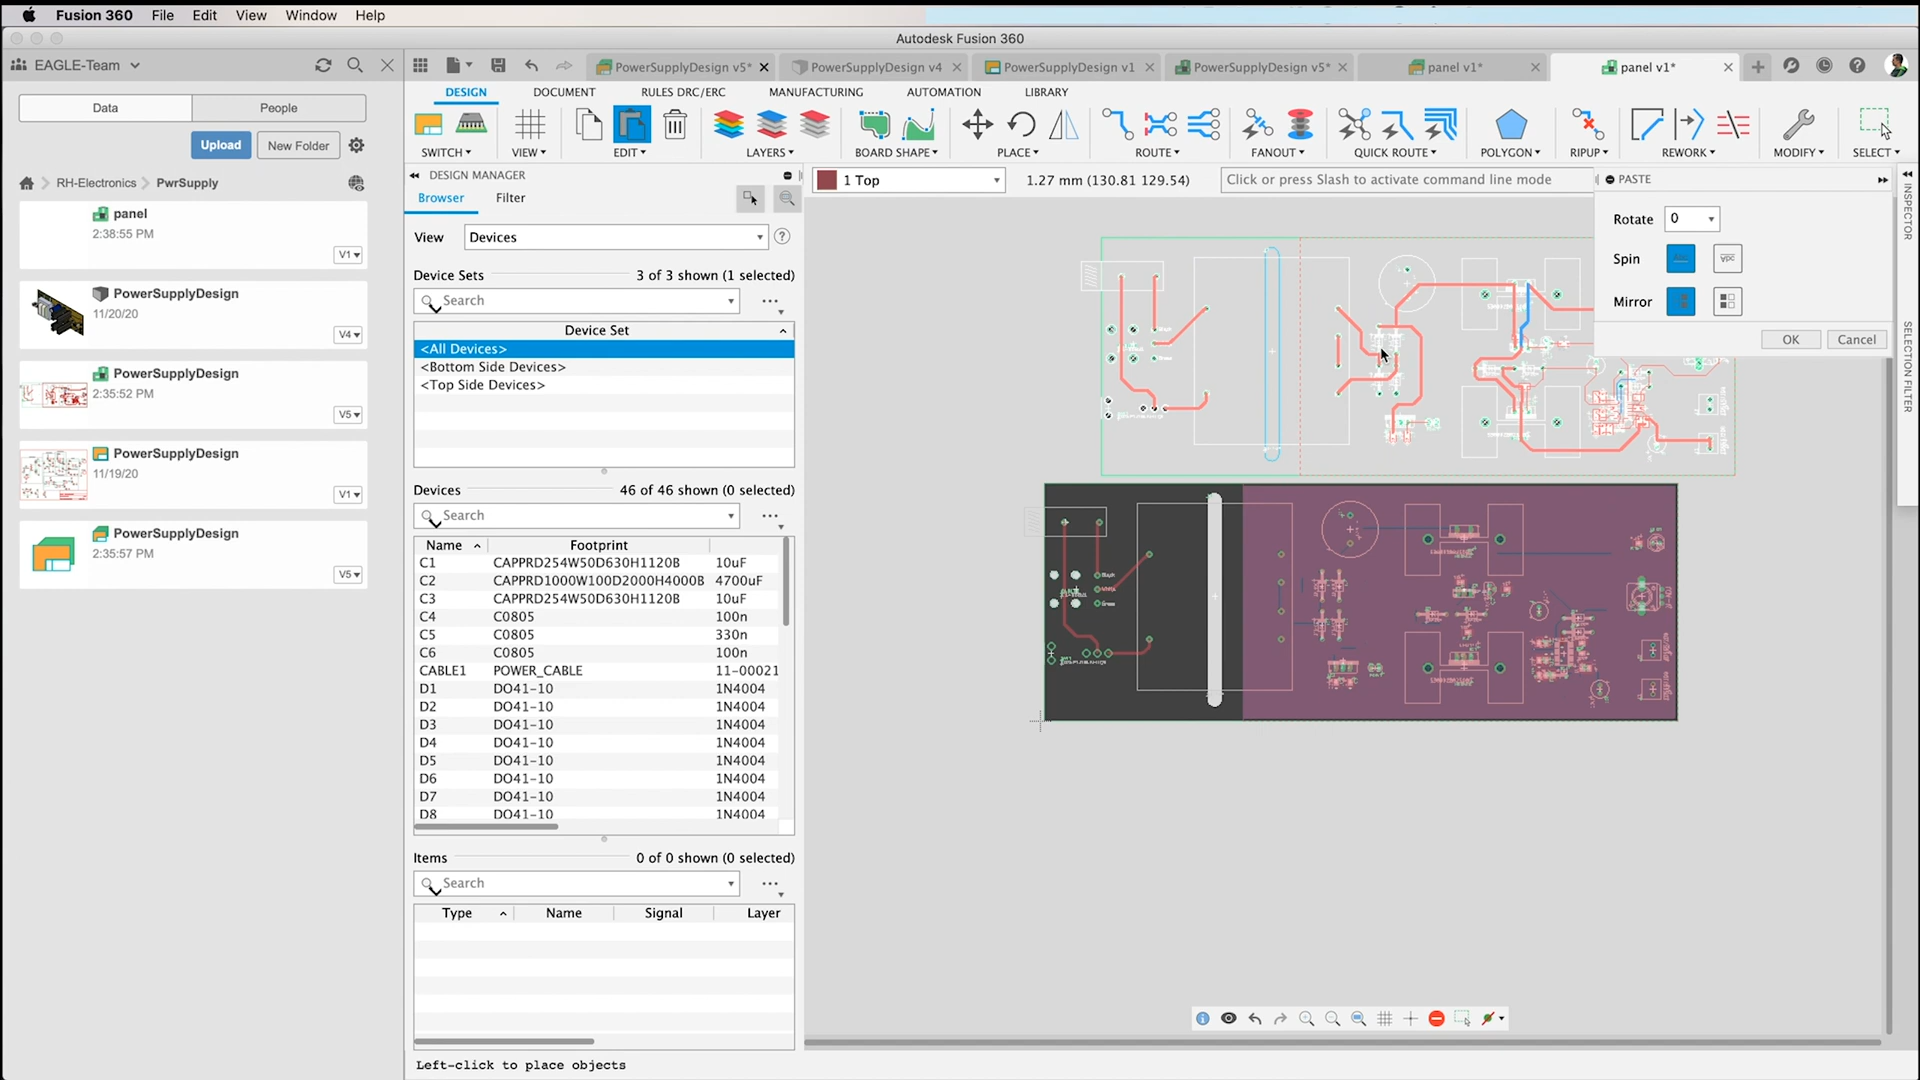 Fusion 360 File Edit View Window Help
Autodesk Fusion 360
EAGLE-Team
PowerSupplyDesign v5*
PowerSupplyDesign v4
PowerSupplyDesign v1
PowerSupplyDesign v5*
panel v1*
panel v1*
DESIGN
DOCUMENT
RULES DRC/ERC
MANUFACTURING
AUTOMATION
LIBRARY
Data
People
Upload
New Folder
SWITCH
VIEW
EDIT
LAYERS
BOARD SHAPE
PLACE
ROUTE
FANOUT
QUICK ROUTE
POLYGON
RIPUP
REWORK
MODIFY
SELECT
RH-Electronics
PwrSupply
panel
2:38:55 PM
V1
PowerSupplyDesign
11/20/20
V4
PowerSupplyDesign
2:35:52 PM
V5
PowerSupplyDesign
11/19/20
V1
PowerSupplyDesign
2:35:57 PM
V5
DESIGN MANAGER
Browser
Filter
View
Devices
Device Sets
3 of 3 shown (1 selected)
Search
Device Set
<All Devices>
<Bottom Side Devices>
<Top Side Devices>
Devices
46 of 46 shown (0 selected)
Search
Name Footprint
C1 CAPPRD254W50D630H1120B 10uF
C2 CAPPRD1000W100D2000H4000B 4700uF
C3 CAPPRD254W50D630H1120B 10uF
C4 C0805 100n
C5 C0805 330n
C6 C0805 100n
CABLE1 POWER_CABLE 11-00021
D1 DO41-10 1N4004
D2 DO41-10 1N4004
D3 DO41-10 1N4004
D4 DO41-10 1N4004
D5 DO41-10 1N4004
D6 DO41-10 1N4004
D7 DO41-10 1N4004
D8 DO41-10 1N4004
Items
0 of 0 shown (0 selected)
Search
Type Name Signal Layer
Left-click to place objects
1 Top
1.27 mm (130.81 129.54)
Click or press Slash to activate command line mode
PASTE
Rotate 0
Spin
Mirror
OK
Cancel
INSPECTOR
SELECTION FILTER